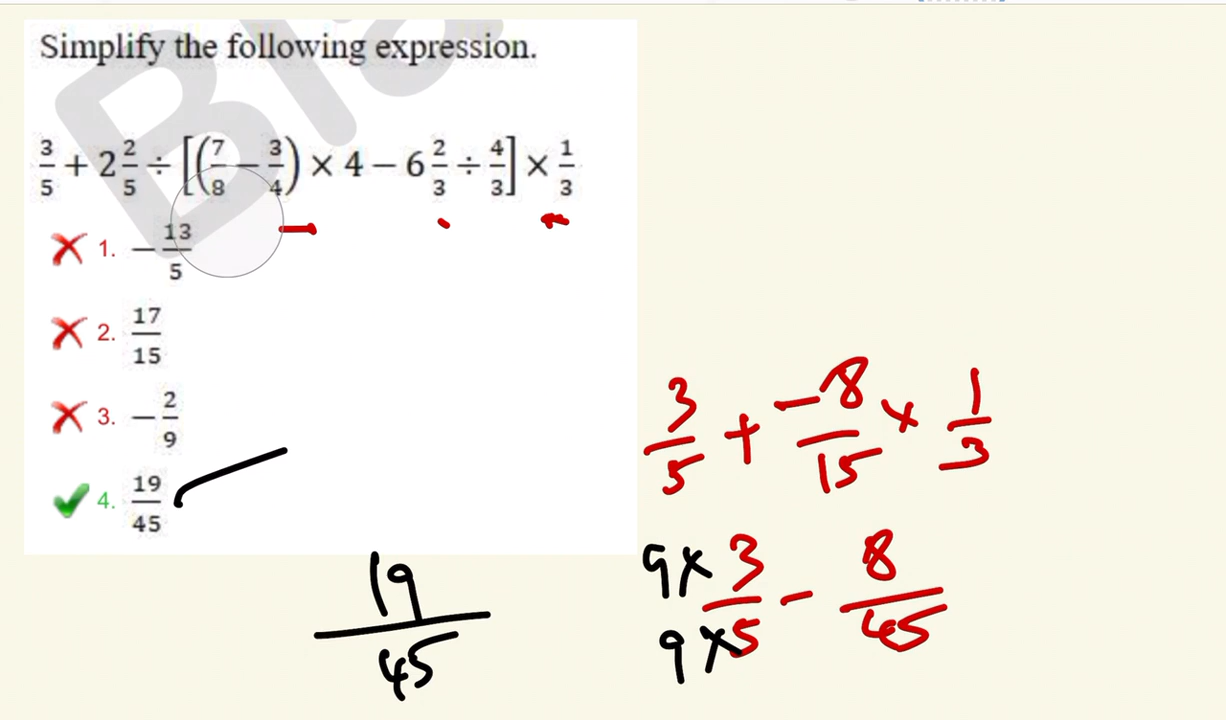 Simplify the following expression.
3/5 + 2 2/5 ÷ [(7/8 − 3/4) × 4 − 6 2/3 ÷ 4/3] × 1/3
1. − 13/5
2. 17/15
3. − 2/9
4. 19/45
3/5 + −8/15 × 1/3
9×3/9×5 − 8/45
19/45